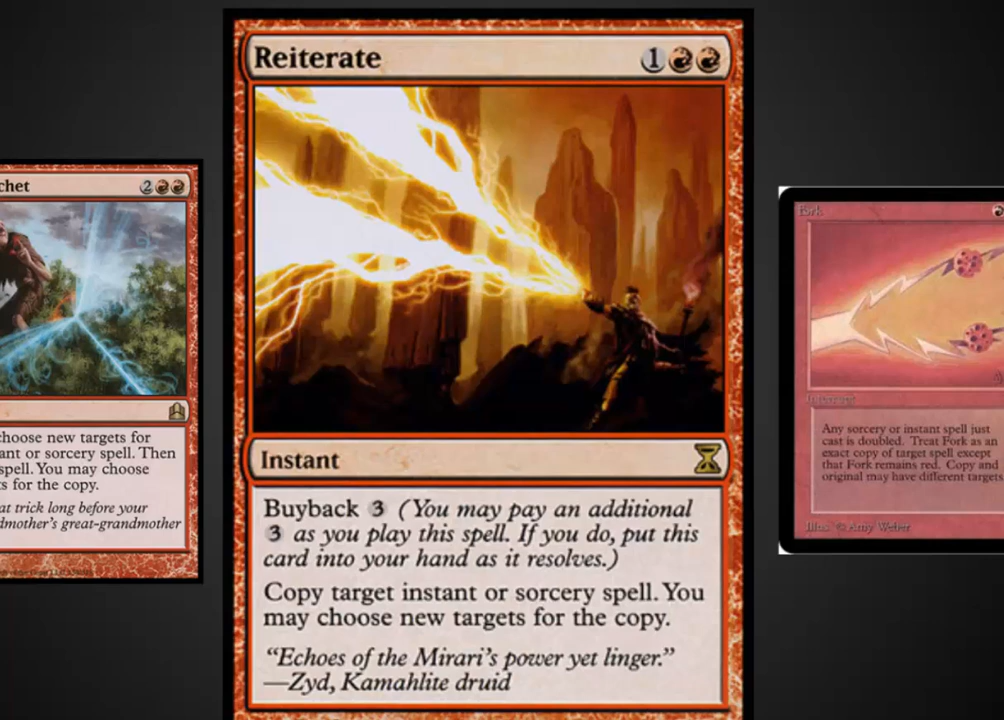 chet
2
choose new targets for
ant or sorcery spell. Then
spell. You may choose
ts for the copy.
at trick long before your
dmother's great-grandmother
Reiterate
1
Instant
Buyback 3 (You may pay an additional
3 as you play this spell. If you do, put this
card into your hand as it resolves.)
Copy target instant or sorcery spell. You
may choose new targets for the copy.
"Echoes of the Mirari's power yet linger."
—Zyd, Kamahlite druid
Fork
Interrupt
Any sorcery or instant spell just
cast is doubled. Treat Fork as an
exact copy of target spell except
that Fork remains red. Copy and
original may have different targets
Illus. © Amy Weber